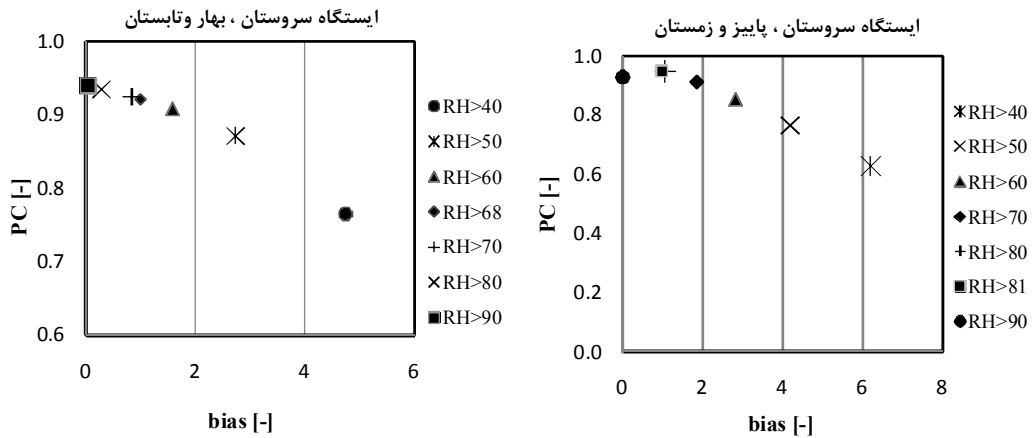 ایستگاه سروستان ، بهار وتابستان
1.0
0.9
0.8
0.7
0.6
PC [-]
0
2
4
6
bias [-]
RH>40
RH>50
RH>60
RH>68
RH>70
RH>80
RH>90
ایستگاه سروستان ، پاییز و زمستان
1.0
0.8
0.6
0.4
0.2
0.0
PC [-]
0
2
4
6
8
bias [-]
RH>40
RH>50
RH>60
RH>70
RH>80
RH>81
RH>90